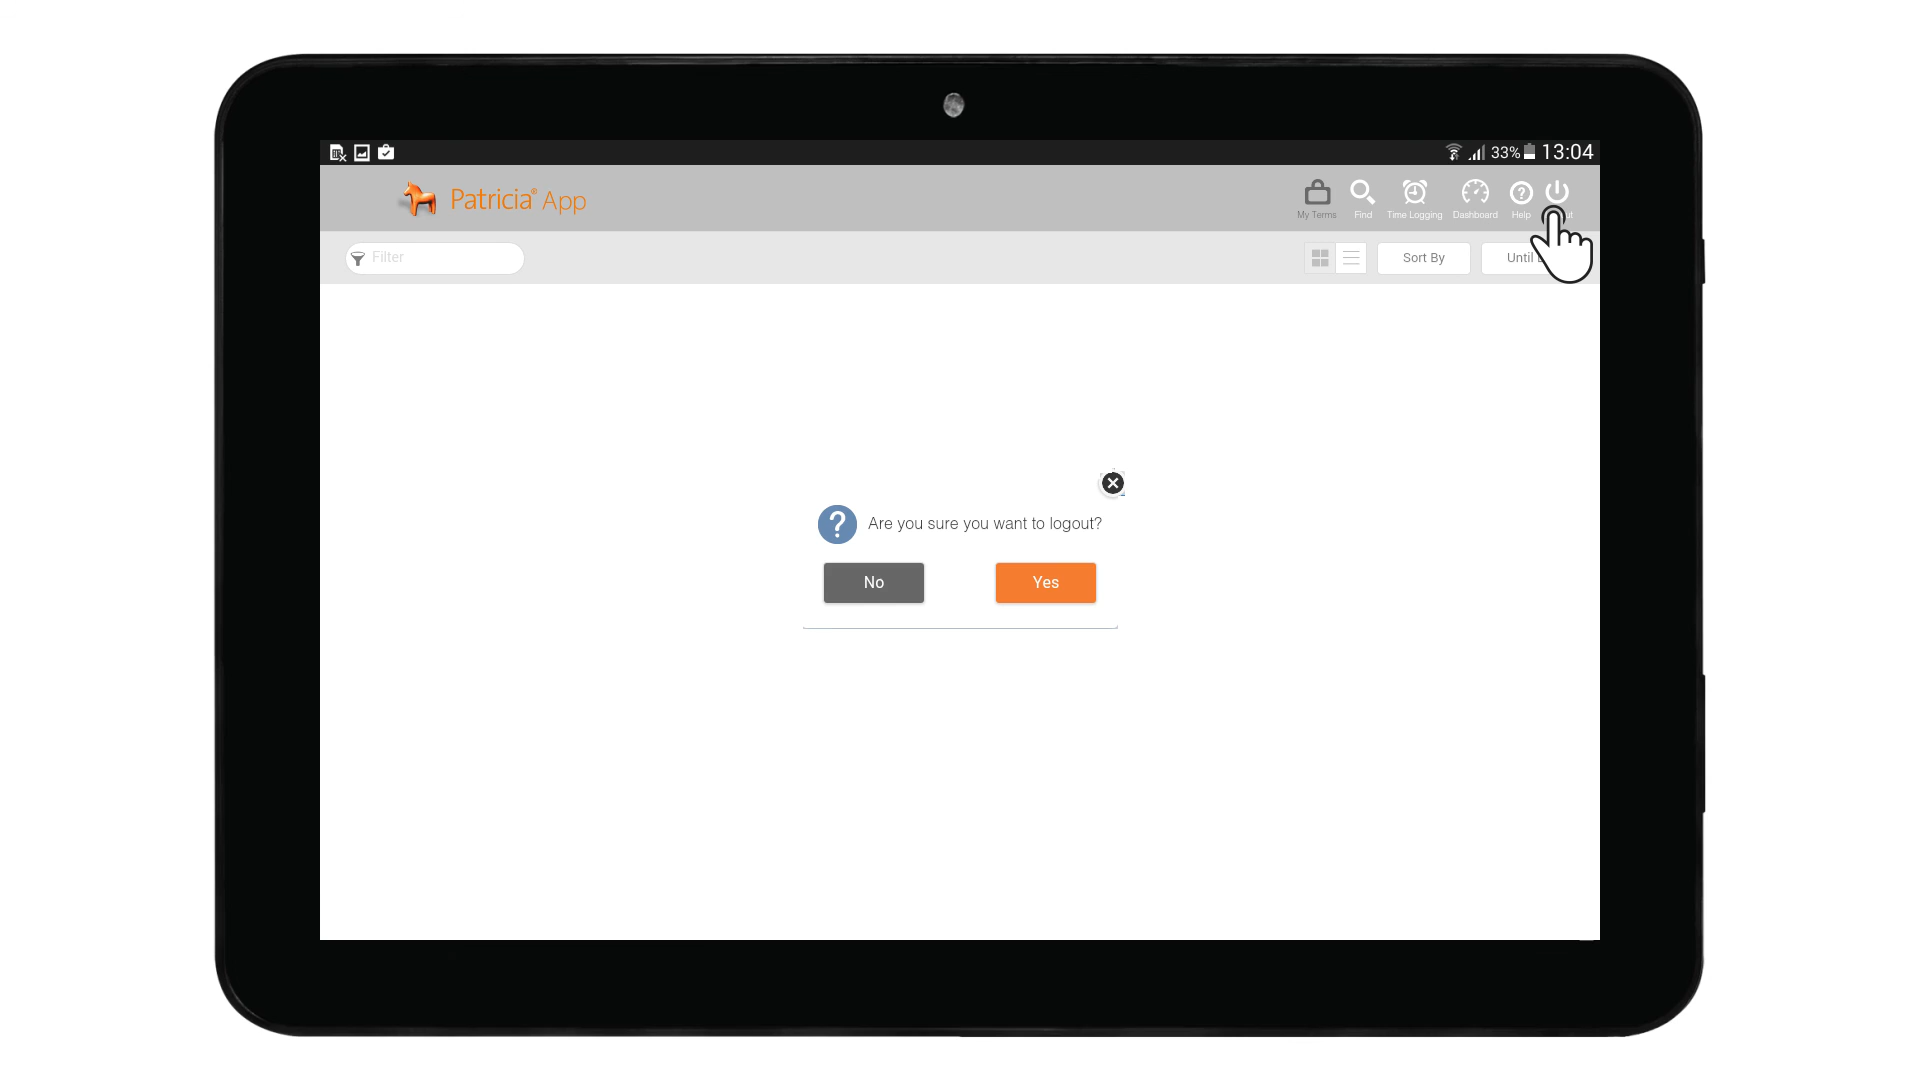 33% 13:04
Patricia® App
My Terms Find Time Logging Dashboard Help
Filter
Sort By
Until
Are you sure you want to logout?
No
Yes